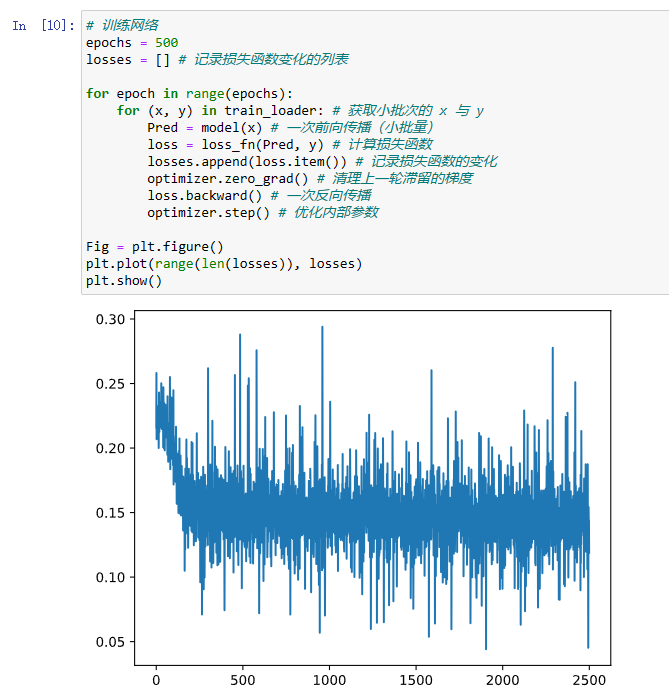 In [10]: # 训练网络
epochs = 500
losses = [] # 记录损失函数变化的列表
for epoch in range(epochs):
for (x, y) in train_loader: # 获取小批次的 x 与 y
Pred = model(x) # 一次前向传播（小批量）
loss = loss_fn(Pred, y) # 计算损失函数
losses.append(loss.item()) # 记录损失函数的变化
optimizer.zero_grad() # 清理上一轮滞留的梯度
loss.backward() # 一次反向传播
optimizer.step() # 优化内部参数
Fig = plt.figure()
plt.plot(range(len(losses)), losses)
plt.show()
0.30
0.25
0.20
0.15
0.10
0.05
0 500 1000 1500 2000 2500